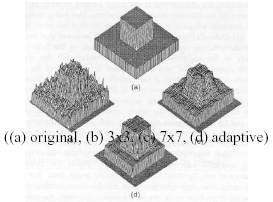 (a)
((a) original, (b) 3x3, (c) 7x7, (d) adaptive)
(d)